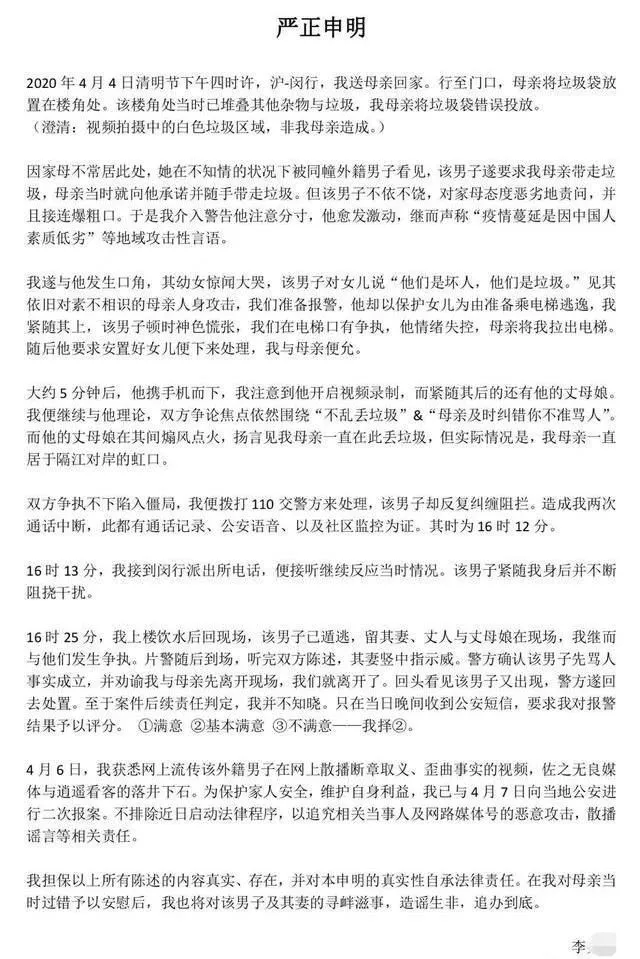 严正申明
2020 年 4 月 4 日清明节下午四时许，沪-闵行，我送母亲回家。行至门口，母亲将垃圾袋放
置在楼角处。该楼角处当时已堆叠其他杂物与垃圾，我母亲将垃圾袋错误投放。
（澄清：视频拍摄中的白色垃圾区域，非我母亲造成。）
因家母不常居此处，她在不知情的状况下被同幢外籍男子看见，该男子遂要求我母亲带走垃
圾，母亲当时就向他承诺并随手带走垃圾。但该男子不依不饶，对家母态度恶劣地责问，并
且接连爆粗口。于是我介入警告他注意分寸，他愈发激动，继而声称“疫情蔓延是因中国人
素质低劣”等地域攻击性言语。
我遂与他发生口角，其幼女惊闻大哭，该男子对女儿说“他们是坏人，他们是垃圾。”见其
依旧对素不相识的母亲人身攻击，我们准备报警，他却以保护女儿为由准备乘电梯逃逸，我
紧随其上，该男子顿时神色慌张，我们在电梯口有争执，他情绪失控，母亲将我拉出电梯。
随后他要求安置好女儿便下来处理，我与母亲便允。
大约 5 分钟后，他携手机而下，我注意到他开启视频录制，而紧随其后的还有他的丈母娘。
我便继续与他理论，双方争论焦点依然围绕“不乱丢垃圾”&“母亲及时纠错你不准骂人”。
而他的丈母娘在其间煽风点火，扬言见我母亲一直在此丢垃圾，但实际情况是，我母亲一直
居于隔江对岸的虹口。
双方争执不下陷入僵局，我便拨打 110 交警方来处理，该男子却反复纠缠阻拦。造成我两次
通话中断，此都有通话记录、公安语音、以及社区监控为证。其时为 16 时 12 分。
16 时 13 分，我接到闵行派出所电话，便接听继续反应当时情况。该男子紧随我身后并不断
阻挠干扰。
16 时 25 分，我上楼饮水后回现场，该男子已遁逃，留其妻、丈人与丈母娘在现场，我继而
与他们发生争执。片警随后到场，听完双方陈述，其妻竖中指示威。警方确认该男子先骂人
事实成立，并劝谕我与母亲先离开现场，我们就离开了。回头看见该男子又出现，警方遂回
去处置。至于案件后续责任判定，我并不知晓。只在当日晚间收到公安短信，要求我对报警
结果予以评分。 ①满意 ②基本满意 ③不满意——我择②。
4 月 6 日，我获悉网上流传该外籍男子在网上散播断章取义、歪曲事实的视频，佐之无良媒
体与逍遥看客的落井下石。为保护家人安全，维护自身利益，我已与 4 月 7 日向当地公安进
行二次报案。不排除近日启动法律程序，以追究相关当事人及网路媒体号的恶意攻击，散播
谣言等相关责任。
我担保以上所有陈述的内容真实、存在，并对本申明的真实性自承法律责任。在我对母亲当
时过错予以安慰后，我也将对该男子及其妻的寻衅滋事，造谣生非，追办到底。
李